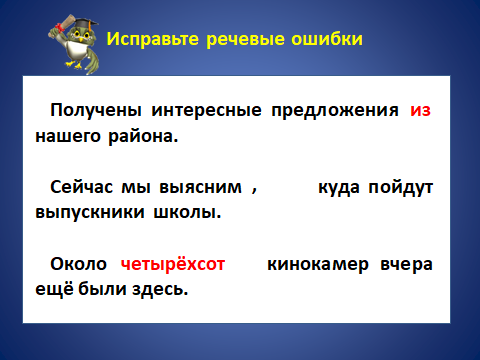 Исправьте речевые ошибки
Получены интересные предложения из
нашего района.
Сейчас мы выясним , куда пойдут
выпускники школы.
Около четырёхсот кинокамер вчера
ещё были здесь.